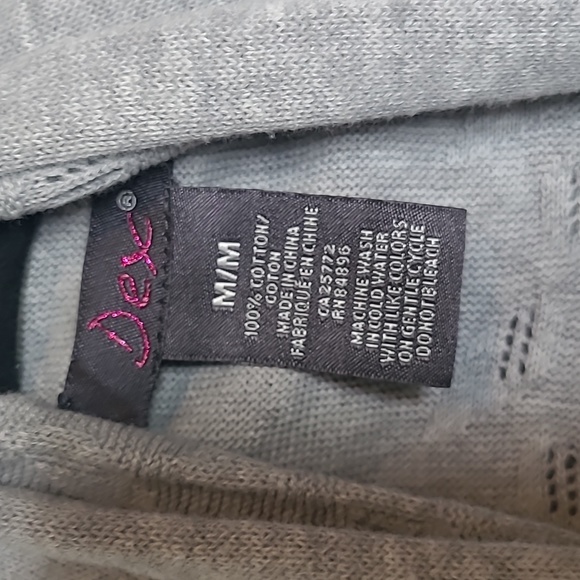 Dex®
M/M
100% COTTON/
COTON
MADE IN CHINA
FABRIQUE EN CHINE
CA25772
RN84896
MACHINE WASH
IN COLD WATER
WITH LIKE COLORS
ON GENTLE CYCLE
DO NOT BLEACH